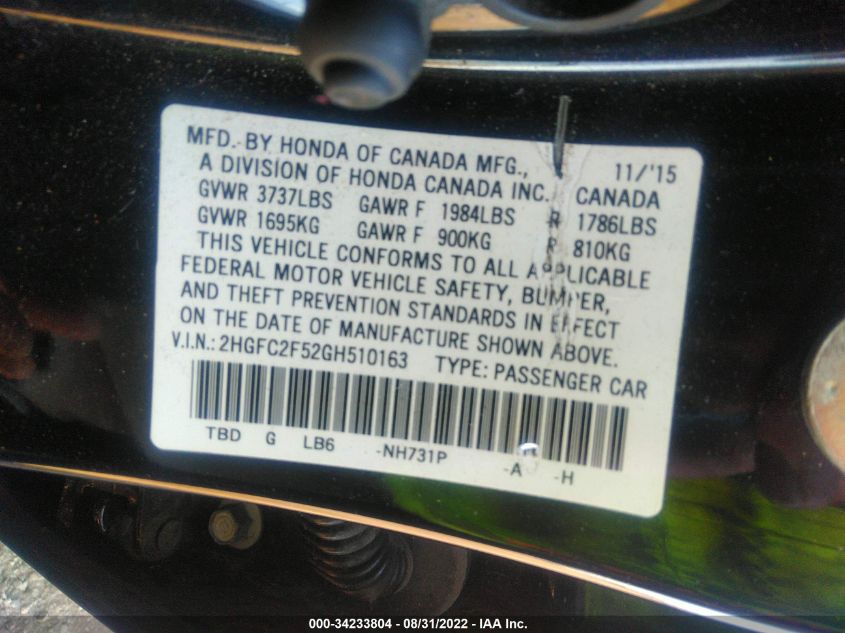 MFD. BY HONDA OF CANADA MFG., 11/'15
A DIVISION OF HONDA CANADA INC., CANADA
GVWR 3737LBS GAWR F 1984LBS R 1786LBS
GVWR 1695KG GAWR F 900KG R 810KG
THIS VEHICLE CONFORMS TO ALL APPLICABLE
FEDERAL MOTOR VEHICLE SAFETY, BUMPER,
AND THEFT PREVENTION STANDARDS IN EFFECT
ON THE DATE OF MANUFACTURE SHOWN ABOVE.
V.I.N.: 2HGFC2F52GH510163 TYPE: PASSENGER CAR
TBD G LB6 -NH731P -A -H
000-34233804 - 08/31/2022 - IAA Inc.